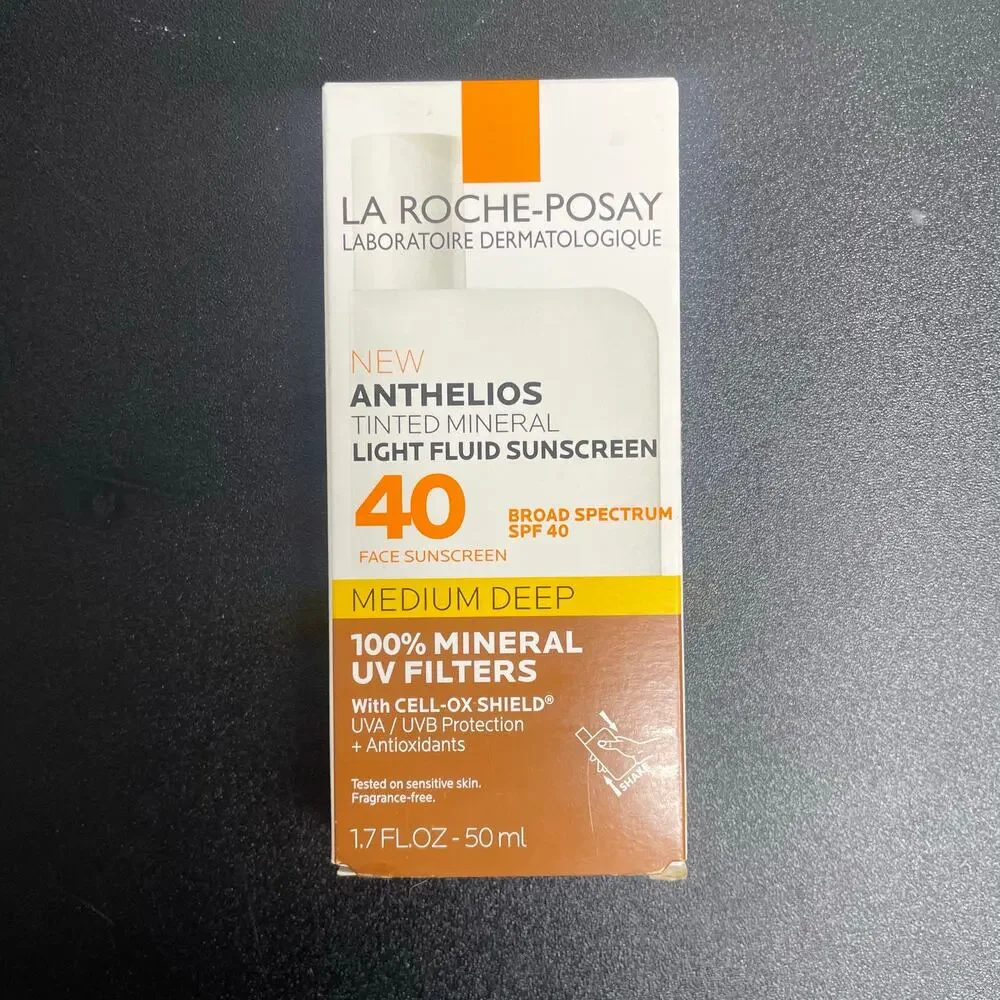 LA ROCHE-POSAY
LABORATOIRE DERMATOLOGIQUE
NEW
ANTHELIOS
TINTED MINERAL
LIGHT FLUID SUNSCREEN
40
BROAD SPECTRUM
SPF 40
FACE SUNSCREEN
MEDIUM DEEP
100% MINERAL
UV FILTERS
With CELL-OX SHIELD®
UVA / UVB Protection
+ Antioxidants
SHAKE
Tested on sensitive skin.
Fragrance-free.
1.7 FL.OZ - 50 ml